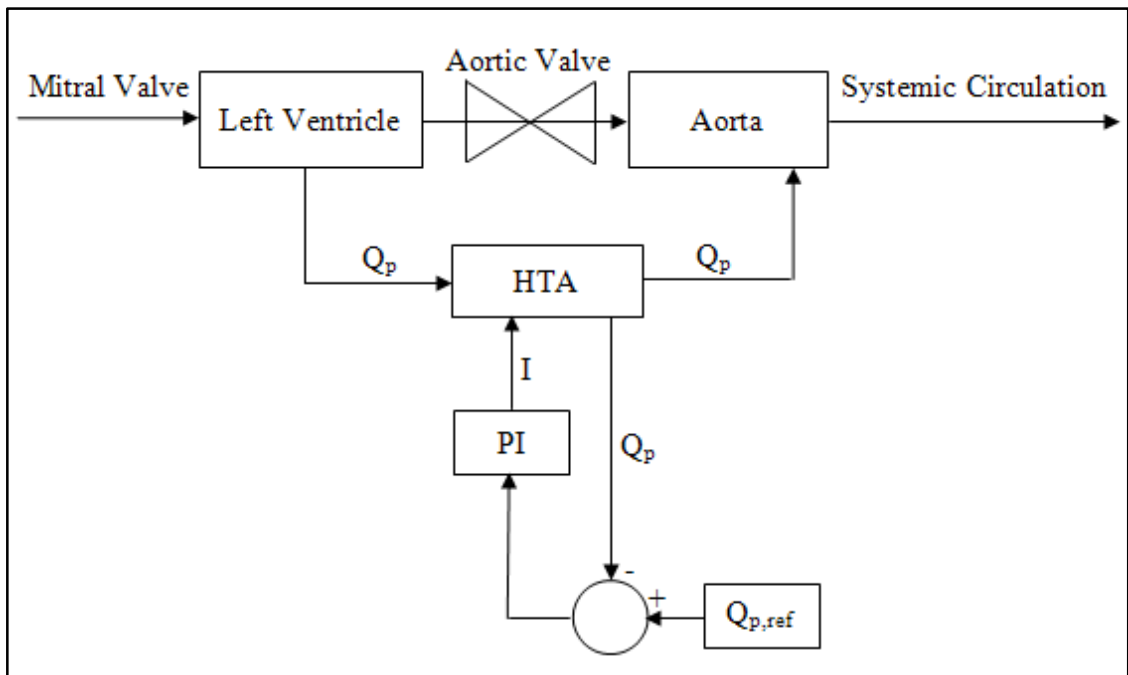 Aortic Valve
Mitral Valve
Systemic Circulation
Left Ventricle
Aorta
Qp
HTA
Qp
I
PI
Qp
-
+
Qp,ref